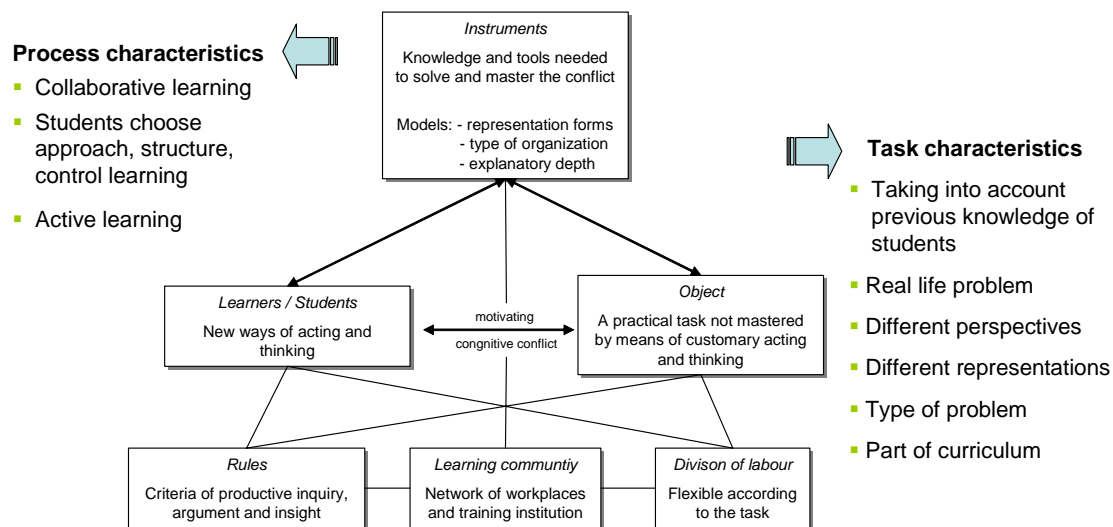 Process characteristics
Collaborative learning
Students choose
approach, structure,
control learning
Active learning
Instruments
Knowledge and tools needed
to solve and master the conflict
Models: - representation forms
- type of organization
- explanatory depth
Task characteristics
Taking into account
previous knowledge of
students
Real life problem
Different perspectives
Different representations
Type of problem
Part of curriculum
Learners / Students
New ways of acting and
thinking
motivating
congnitive conflict
Object
A practical task not mastered
by means of customary acting
and thinking
Rules
Criteria of productive inquiry,
argument and insight
Learning communtiy
Network of workplaces
and training institution
Divison of labour
Flexible according
to the task